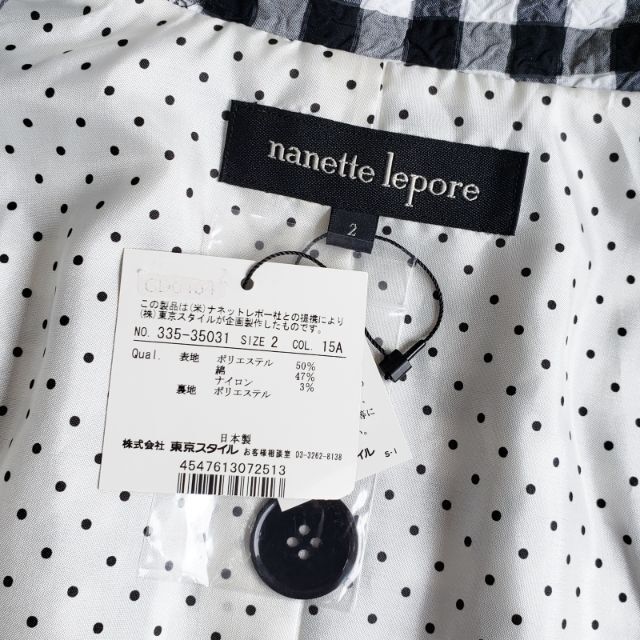 nanette lepore
2
この製品は(米)ナネットレポー社との提携により
(株)東京スタイルが企画製作したものです。
NO. 335-35031 SIZE 2 COL. 15A
Qual. 表地 ポリエステル 50%
綿 47%
ナイロン 3%
裏地 ポリエステル
日本製
株式会社 東京スタイル お客様相談室 03-3262-8138
4547613072513
に
。
イル S-1